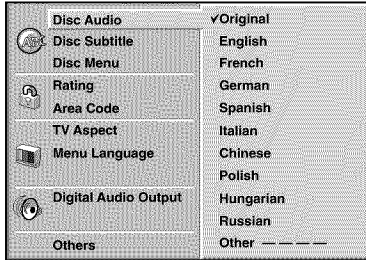 Disc Audio
Disc Subtitle
Disc Menu
Rating
Area Code
TV Aspect
Menu Language
Digital Audio Output
Others
✓Original
English
French
German
Spanish
Italian
Chinese
Polish
Hungarian
Russian
Other — — — —